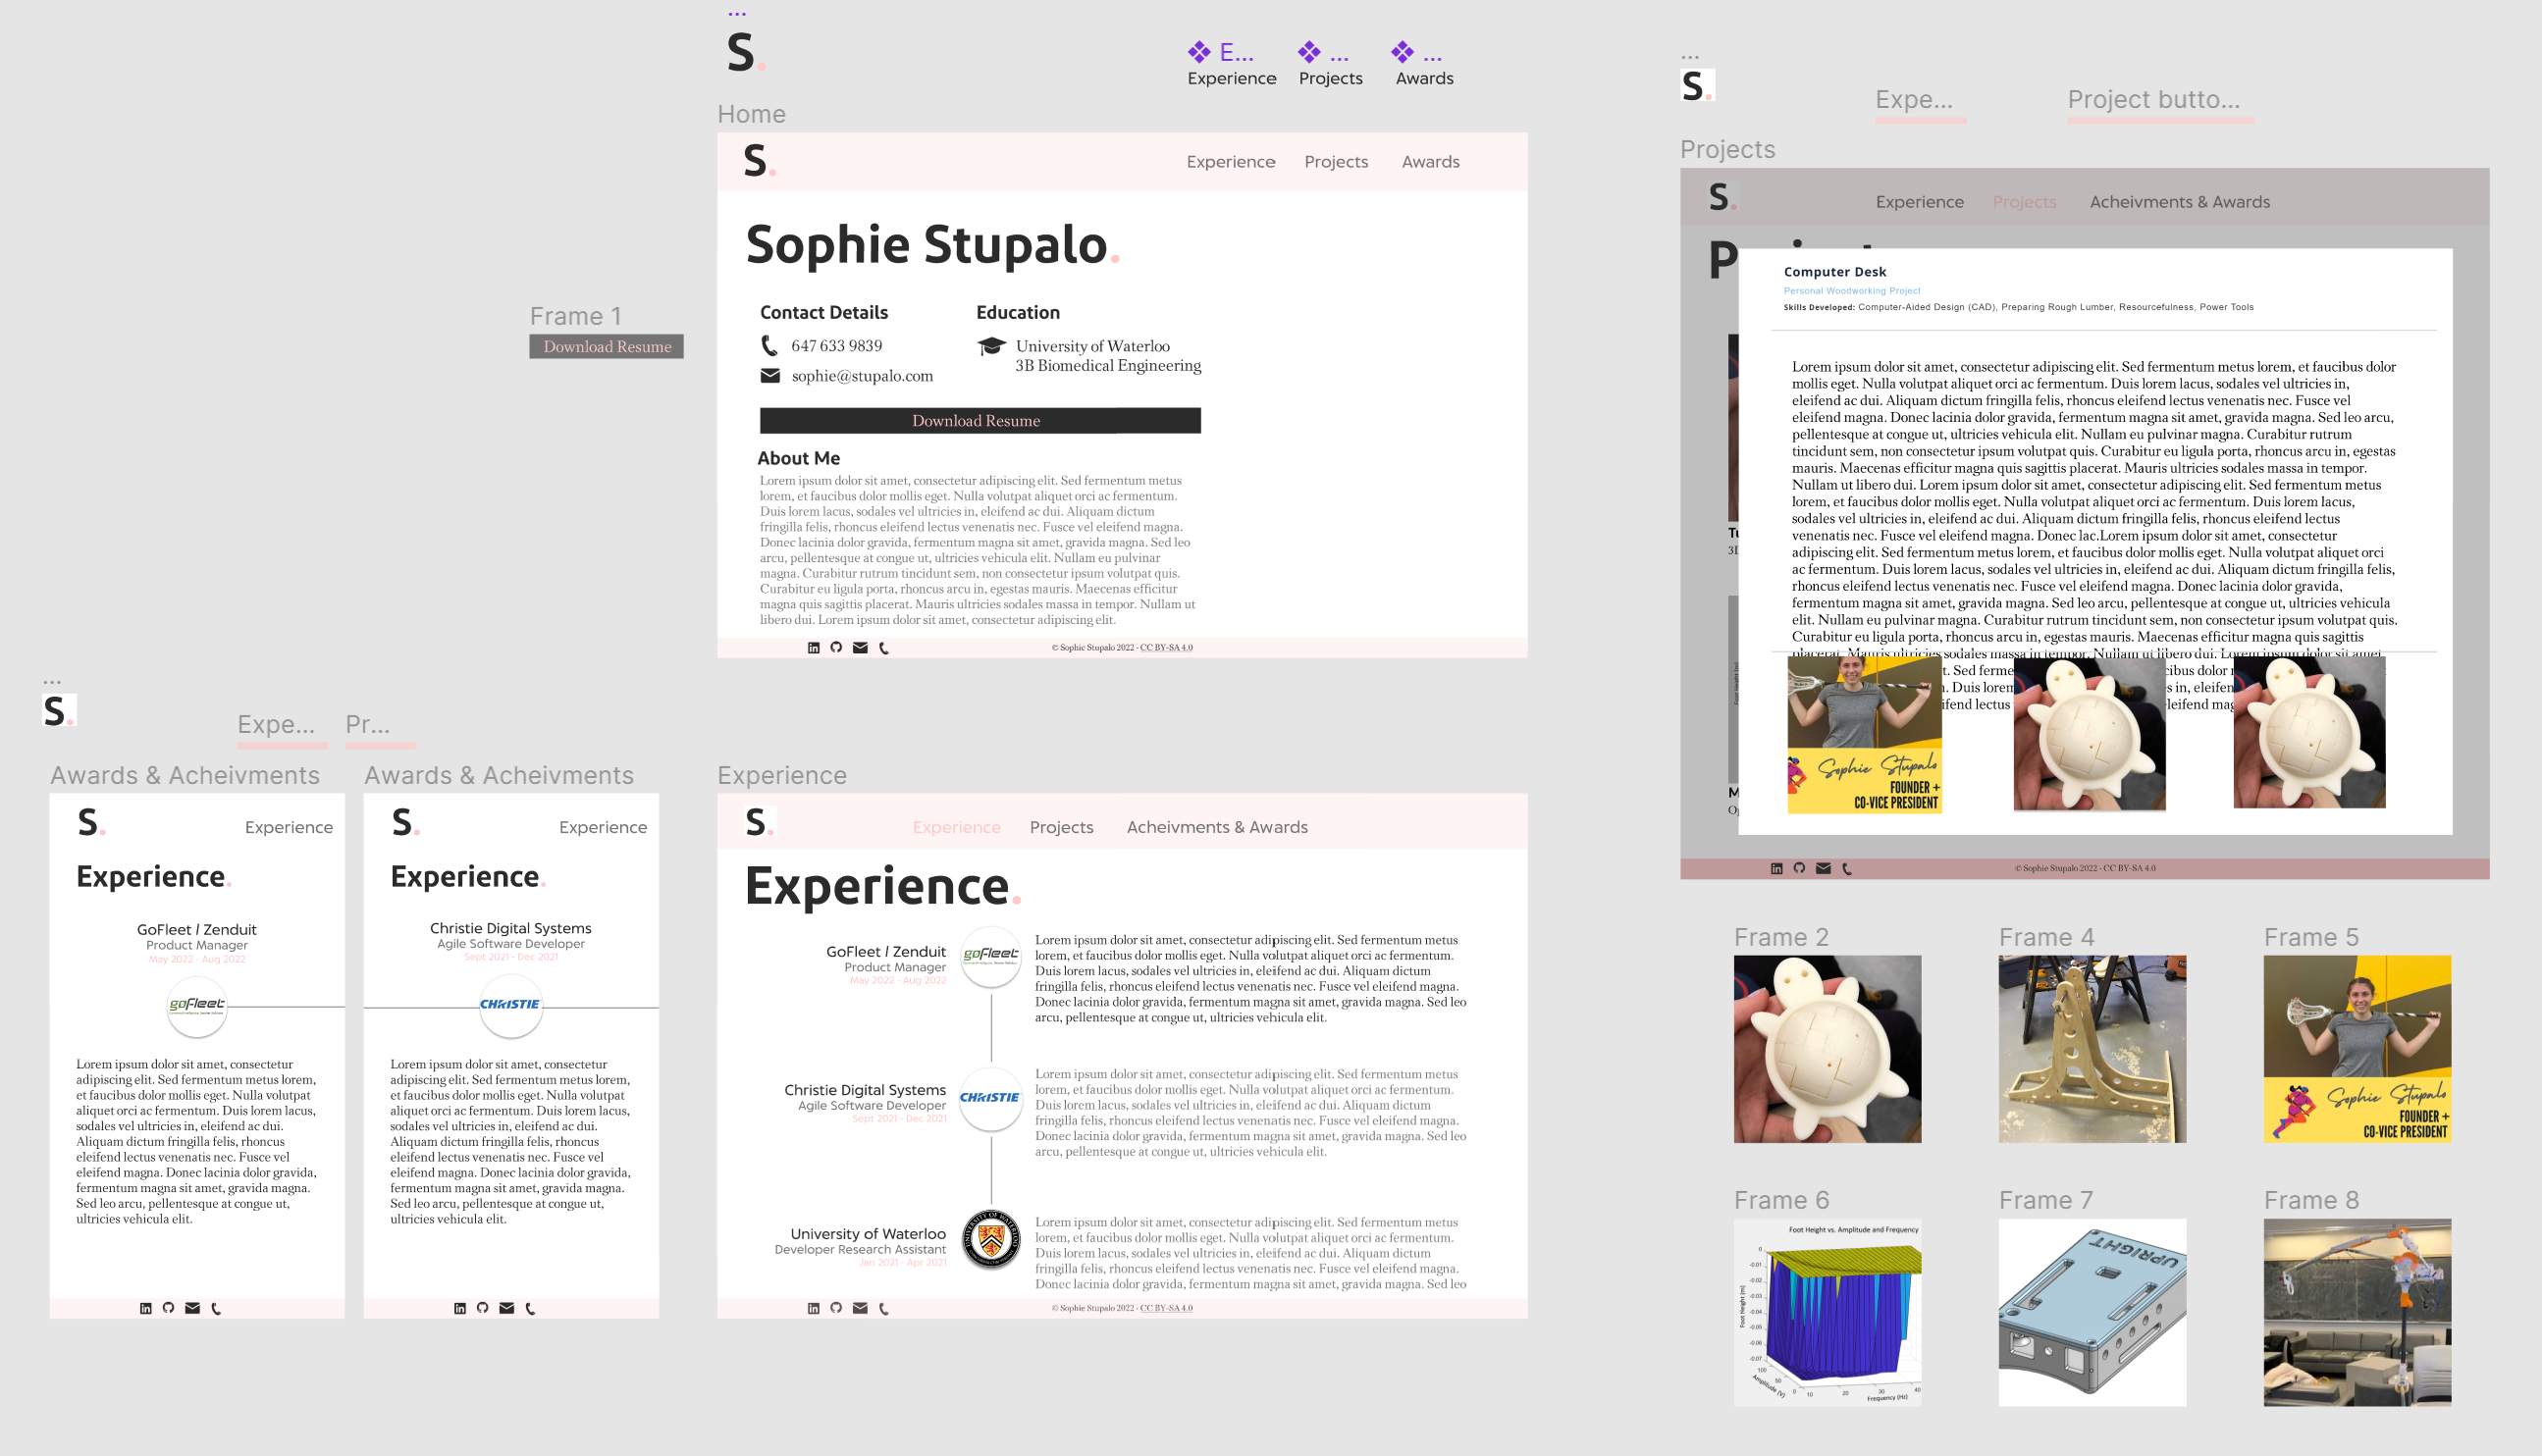 ...
S.
E...
...
...
Experience
Projects
Awards
Home
S.
Experience
Projects
Awards
Sophie Stupalo.
Contact Details
647 633 9839
sophie@stupalo.com
Education
University of Waterloo
3B Biomedical Engineering
Download Resume
About Me
Lorem ipsum dolor sit amet, consectetur adipiscing elit. Sed fermentum metus
lorem, et faucibus dolor mollis eget. Nulla volutpat aliquet orci ac fermentum.
Duis lorem lacus, sodales vel ultricies in, eleifend ac dui. Aliquam dictum
fringilla felis, rhoncus eleifend lectus venenatis nec. Fusce vel eleifend magna.
Donec lacinia dolor gravida, fermentum magna sit amet, gravida magna. Sed leo
arcu, pellentesque at congue ut, ultricies vehicula elit. Nullam eu pulvinar
magna. Curabitur rutrum tincidunt sem, non consectetur ipsum volutpat quis.
Curabitur eu ligula porta, rhoncus arcu in, egestas mauris. Maecenas efficitur
magna quis sagittis placerat. Mauris ultricies sodales massa in tempor. Nullam ut
libero dui. Lorem ipsum dolor sit amet, consectetur adipiscing elit.
in
© Sophie Stupalo 2022 - CC BY-SA 4.0
Frame 1
Download Resume
...
S.
Expe...
Pr...
Awards & Acheivments
S.
Experience
Experience.
GoFleet / Zenduit
Product Manager
May 2022 - Aug 2022
goFleet
Lorem ipsum dolor sit amet, consectetur
adipiscing elit. Sed fermentum metus lorem,
et faucibus dolor mollis eget. Nulla volutpat
aliquet orci ac fermentum. Duis lorem lacus,
sodales vel ultricies in, eleifend ac dui.
Aliquam dictum fringilla felis, rhoncus
eleifend lectus venenatis nec. Fusce vel
eleifend magna. Donec lacinia dolor gravida,
fermentum magna sit amet, gravida magna.
Sed leo arcu, pellentesque at congue ut,
ultricies vehicula elit.
in
Awards & Acheivments
S.
Experience
Experience.
Christie Digital Systems
Agile Software Developer
Sept 2021 - Dec 2021
CHRISTIE
Lorem ipsum dolor sit amet, consectetur
adipiscing elit. Sed fermentum metus lorem,
et faucibus dolor mollis eget. Nulla volutpat
aliquet orci ac fermentum. Duis lorem lacus,
sodales vel ultricies in, eleifend ac dui.
Aliquam dictum fringilla felis, rhoncus
eleifend lectus venenatis nec. Fusce vel
eleifend magna. Donec lacinia dolor gravida,
fermentum magna sit amet, gravida magna.
Sed leo arcu, pellentesque at congue ut,
ultricies vehicula elit.
in
Experience
S.
Experience
Projects
Acheivments & Awards
Experience.
GoFleet / Zenduit
Product Manager
May 2022 - Aug 2022
goFleet
Lorem ipsum dolor sit amet, consectetur adipiscing elit. Sed fermentum metus
lorem, et faucibus dolor mollis eget. Nulla volutpat aliquet orci ac fermentum.
Duis lorem lacus, sodales vel ultricies in, eleifend ac dui. Aliquam dictum
fringilla felis, rhoncus eleifend lectus venenatis nec. Fusce vel eleifend magna.
Donec lacinia dolor gravida, fermentum magna sit amet, gravida magna. Sed leo
arcu, pellentesque at congue ut, ultricies vehicula elit.
Christie Digital Systems
Agile Software Developer
Sept 2021 - Dec 2021
CHRISTIE
Lorem ipsum dolor sit amet, consectetur adipiscing elit. Sed fermentum metus
lorem, et faucibus dolor mollis eget. Nulla volutpat aliquet orci ac fermentum.
Duis lorem lacus, sodales vel ultricies in, eleifend ac dui. Aliquam dictum
fringilla felis, rhoncus eleifend lectus venenatis nec. Fusce vel eleifend magna.
Donec lacinia dolor gravida, fermentum magna sit amet, gravida magna. Sed leo
arcu, pellentesque at congue ut, ultricies vehicula elit.
University of Waterloo
Developer Research Assistant
Jan 2021 - Apr 2021
Lorem ipsum dolor sit amet, consectetur adipiscing elit. Sed fermentum metus
lorem, et faucibus dolor mollis eget. Nulla volutpat aliquet orci ac fermentum.
Duis lorem lacus, sodales vel ultricies in, eleifend ac dui. Aliquam dictum
fringilla felis, rhoncus eleifend lectus venenatis nec. Fusce vel eleifend magna.
Donec lacinia dolor gravida, fermentum magna sit amet, gravida magna. Sed leo
in
© Sophie Stupalo 2022 - CC BY-SA 4.0
...
S.
Expe...
Project butto...
Projects
S.
Experience
Projects
Acheivments & Awards
Computer Desk
Personal Woodworking Project
Skills Developed: Computer-Aided Design (CAD), Preparing Rough Lumber, Resourcefulness, Power Tools
Lorem ipsum dolor sit amet, consectetur adipiscing elit. Sed fermentum metus lorem, et faucibus dolor
mollis eget. Nulla volutpat aliquet orci ac fermentum. Duis lorem lacus, sodales vel ultricies in,
eleifend ac dui. Aliquam dictum fringilla felis, rhoncus eleifend lectus venenatis nec. Fusce vel
eleifend magna. Donec lacinia dolor gravida, fermentum magna sit amet, gravida magna. Sed leo arcu,
pellentesque at congue ut, ultricies vehicula elit. Nullam eu pulvinar magna. Curabitur rutrum
tincidunt sem, non consectetur ipsum volutpat quis. Curabitur eu ligula porta, rhoncus arcu in, egestas
mauris. Maecenas efficitur magna quis sagittis placerat. Mauris ultricies sodales massa in tempor.
Nullam ut libero dui. Lorem ipsum dolor sit amet, consectetur adipiscing elit. Sed fermentum metus
lorem, et faucibus dolor mollis eget. Nulla volutpat aliquet orci ac fermentum. Duis lorem lacus,
sodales vel ultricies in, eleifend ac dui. Aliquam dictum fringilla felis, rhoncus eleifend lectus
venenatis nec. Fusce vel eleifend magna. Donec lac.Lorem ipsum dolor sit amet, consectetur
adipiscing elit. Sed fermentum metus lorem, et faucibus dolor mollis eget. Nulla volutpat aliquet orci
ac fermentum. Duis lorem lacus, sodales vel ultricies in, eleifend ac dui. Aliquam dictum fringilla felis,
rhoncus eleifend lectus venenatis nec. Fusce vel eleifend magna. Donec lacinia dolor gravida,
fermentum magna sit amet, gravida magna. Sed leo arcu, pellentesque at congue ut, ultricies vehicula
elit. Nullam eu pulvinar magna. Curabitur rutrum tincidunt sem, non consectetur ipsum volutpat quis.
Curabitur eu ligula porta, rhoncus arcu in, egestas mauris. Maecenas efficitur magna quis sagittis
placerat. Mauris ultricies sodales massa in tempor. Nullam ut libero dui. Lorem ipsum dolor sit amet,
Sophie Stupalo
FOUNDER +
CO-VICE PRESIDENT
in
© Sophie Stupalo 2022 - CC BY-SA 4.0
Frame 2
Frame 4
Frame 5
Sophie Stupalo
FOUNDER +
CO-VICE PRESIDENT
Frame 6
Foot Height vs. Amplitude and Frequency
Foot Height (m)
0
-0.01
-0.02
-0.03
-0.04
-0.05
-0.06
-0.07
100
50
0
Amplitude (V)
10
20
30
40
Frequency (Hz)
Frame 7
UPRIGHT
Frame 8